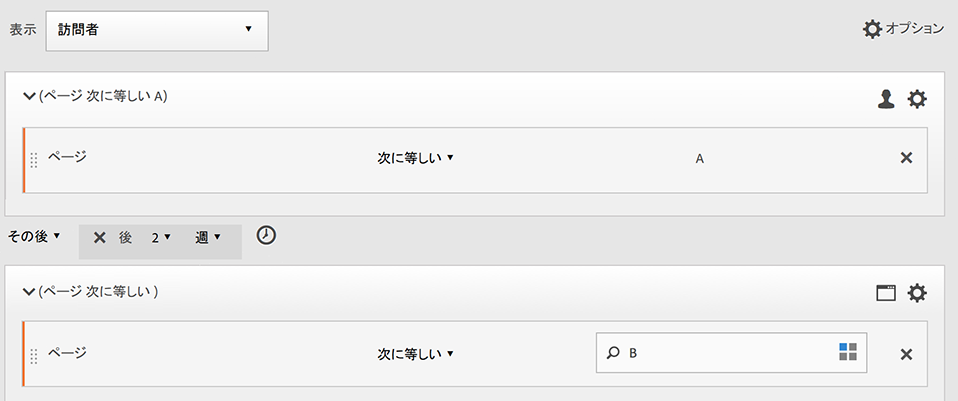 表示 訪問者 オプション
(ページ 次に等しい A)
ページ 次に等しい A
その後 後 2 週
(ページ 次に等しい )
ページ 次に等しい B